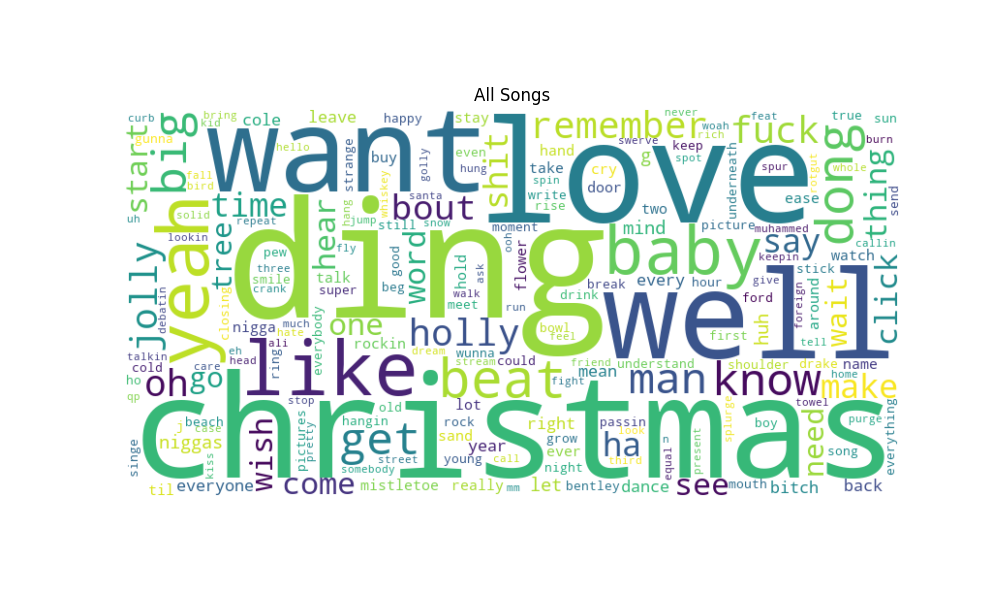 All Songs
curb bring kid cole leave happy stay never woah feat true sun
gunna start big want love remember fuck dong burn
hello strange buy golly even hung shit hand g swerve keep rich spot take cry underneath spur rotgut whole thing
fall bird whiskey spin door ease send
solid time santa bout write rise two picture muhammed
uh repeat hang jump still snow moment
lookin yeah tree hear fly ding ooh flower mind baby say keepin callin
jolly pew good word hold ask stick watch
three smile talk beg walk drink break every hour give around click
debatin crank super meet run well ford foreign
closing nigga much one holly bowl first huh wait tell
hate ali everybody rockin feel
talkin eh ring like dream wunna stream could friend understand shoulder drake name
cold head oh care go beat mean man know home make
ho qp stop fight towel
christmas
beach old lot rock passin boy purge everything
j case hangin get sand right grow ha need song
niggas wish pictures pretty year ever look equal n present splurge
singe kiss street young call night third
somebody
til everyone come mistletoe really mm let bentley dance see mouth bitch back